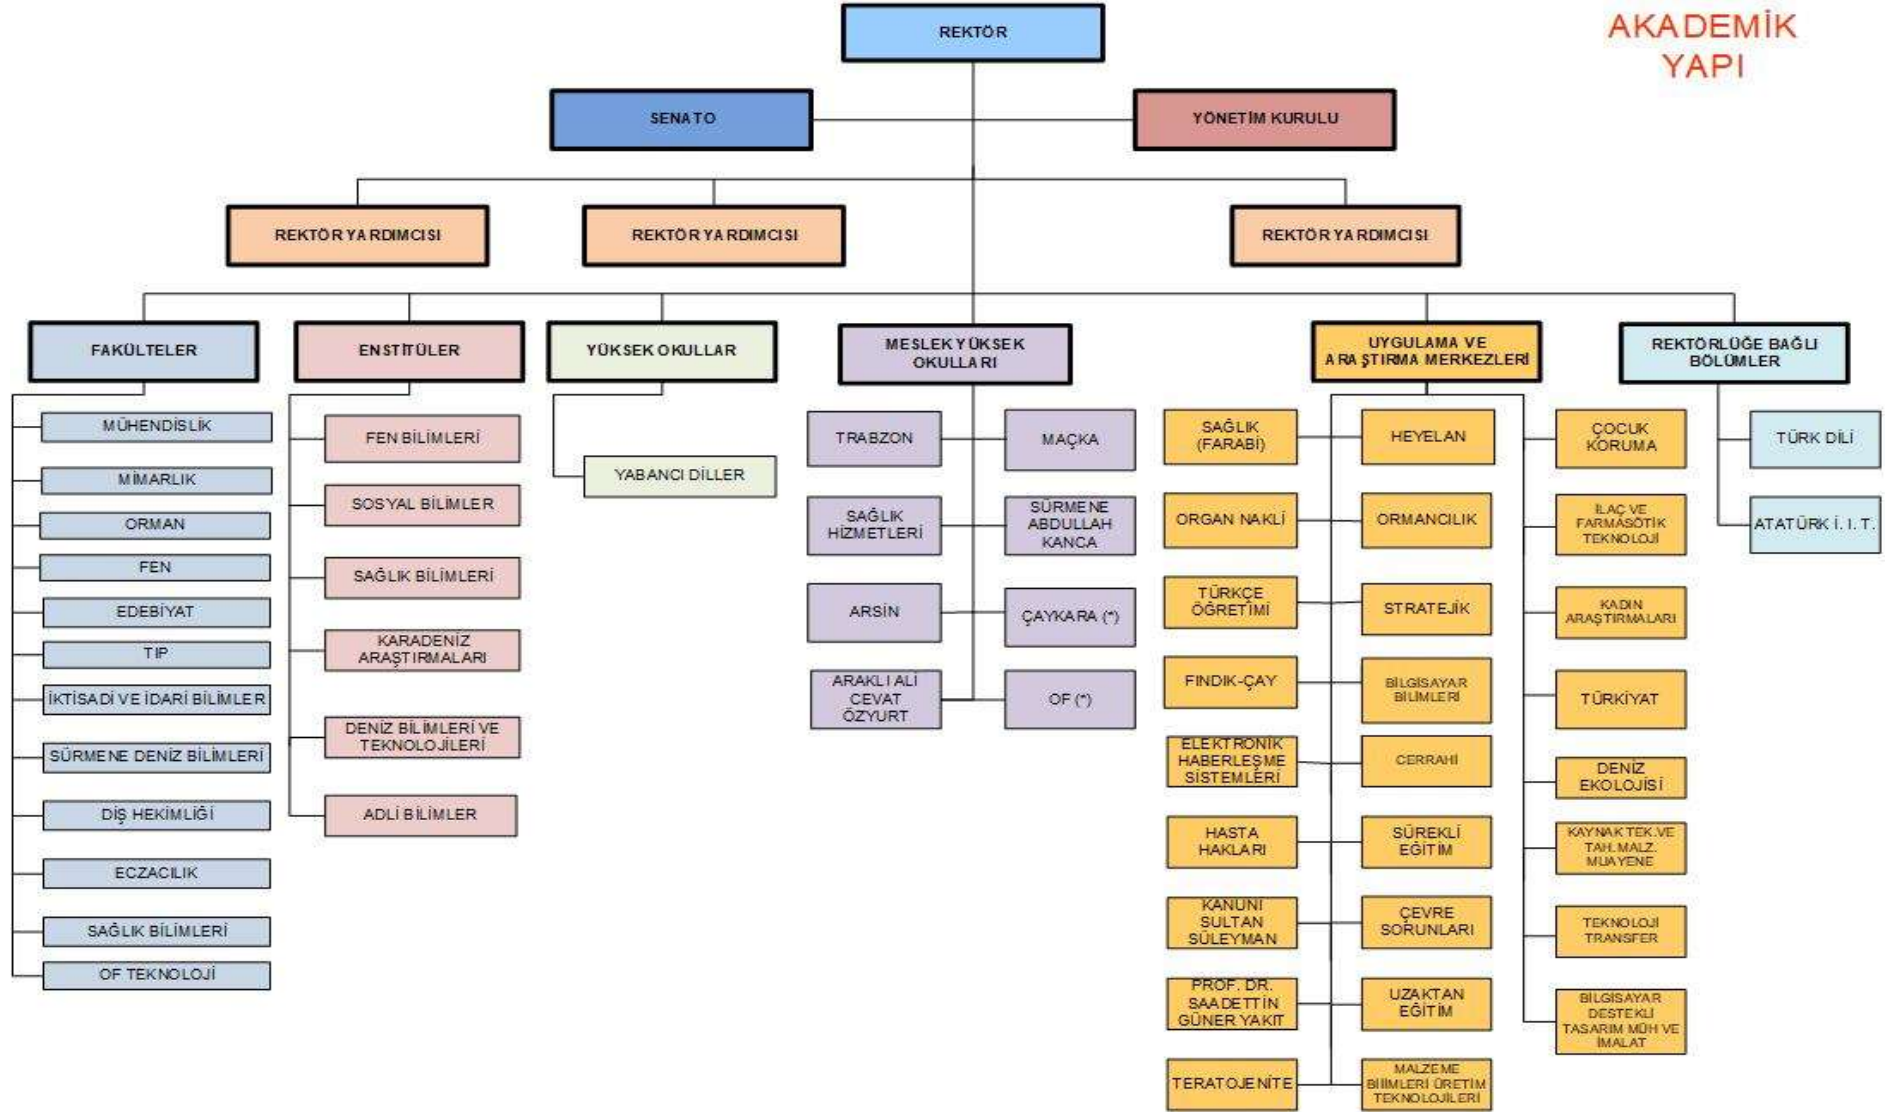 AKADEMİK
YAPI
REKTÖR
SENATO
YÖNETİM KURULU
REKTÖR YARDIMCISI
REKTÖR YARDIMCISI
REKTÖR YARDIMCISI
FAKÜLTELER
MÜHENDİSLİK
MİMARLIK
ORMAN
FEN
EDEBİYAT
TIP
İKTİSADİ VE İDARİ BİLİMLER
SÜRMENE DENİZ BİLİMLERİ
DİŞ HEKİMLİĞİ
ECZACILIK
SAĞLIK BİLİMLERİ
OF TEKNOLOJİ
ENSTİTÜLER
FEN BİLİMLERİ
SOSYAL BİLİMLER
SAĞLIK BİLİMLERİ
KARADENİZ
ARAŞTIRMALARI
DENİZ BİLİMLERİ VE
TEKNOLOJİLERİ
ADLİ BİLİMLER
YÜKSEK OKULLAR
YABANCI DİLLER
MESLEK YÜKSEK
OKULLARI
TRABZON
MAÇKA
SAĞLIK
HİZMETLERİ
SÜRMENE
ABDULLAH
KANCA
ARSİN
ÇAYKARA (*)
ARAKLI ALİ
CEVAT
ÖZYURT
OF (*)
UYGULAMA VE
ARAŞTIRMA MERKEZLERİ
SAĞLIK
(FARABİ)
HEYELAN
ÇOCUK
KORUMA
ORGAN NAKLİ
ORMANCILIK
İLAÇ VE
FARMASÖTİK
TEKNOLOJİ
TÜRKÇE
ÖĞRETİMİ
STRATEJİK
KADIN
ARAŞTIRMALARI
FINDIK-ÇAY
BİLGİSAYAR
BİLİMLERİ
TÜRKİYAT
ELEKTRONİK
HABERLEŞME
SİSTEMLERİ
CERRAHİ
DENİZ
EKOLOJİSİ
HASTA
HAKLARI
SÜREKLİ
EĞİTİM
KAYNAK TEK.VE
TAH. MALZ.
MUAYENE
KANUNİ
SULTAN
SÜLEYMAN
ÇEVRE
SORUNLARI
TEKNOLOJİ
TRANSFER
PROF. DR.
SAADETTİN
GÜNER YAKIT
UZAKTAN
EĞİTİM
BİLGİSAYAR
DESTEKLİ
TASARIM MÜH VE
İMALAT
TERATOJENİTE
MALZEME
BİLİMLERİ ÜRETİM
TEKNOLOJİLERİ
REKTÖRLÜĞE BAĞLI
BÖLÜMLER
TÜRK DİLİ
ATATÜRK İ. I. T.